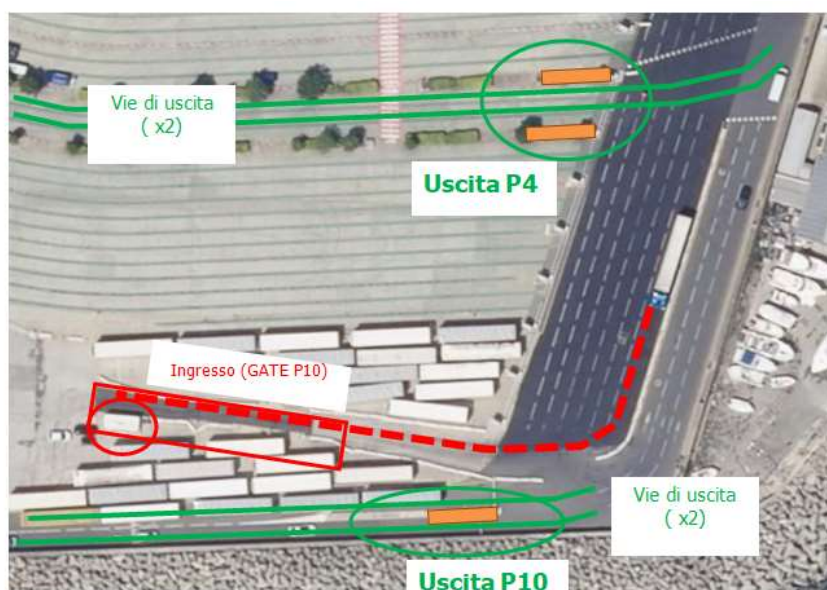 Vie di uscita
( x2)
Uscita P4
Ingresso (GATE P10)
Vie di uscita
( x2)
Uscita P10